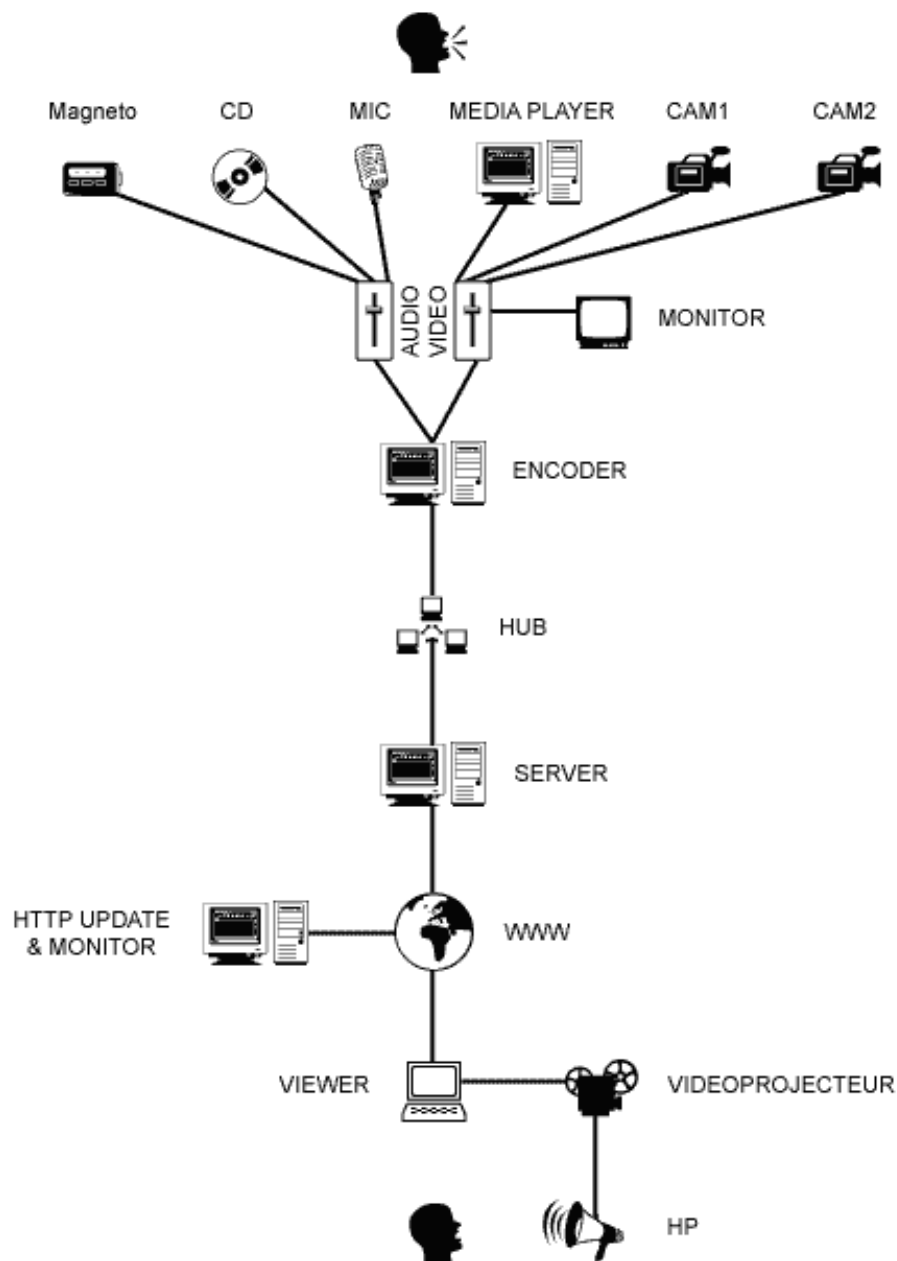 Magneto
CD
MIC
MEDIA PLAYER
CAM1
CAM2
AUDIO
VIDEO
MONITOR
ENCODER
HUB
SERVER
HTTP UPDATE
& MONITOR
WWW
VIEWER
VIDEOPROJECTEUR
HP